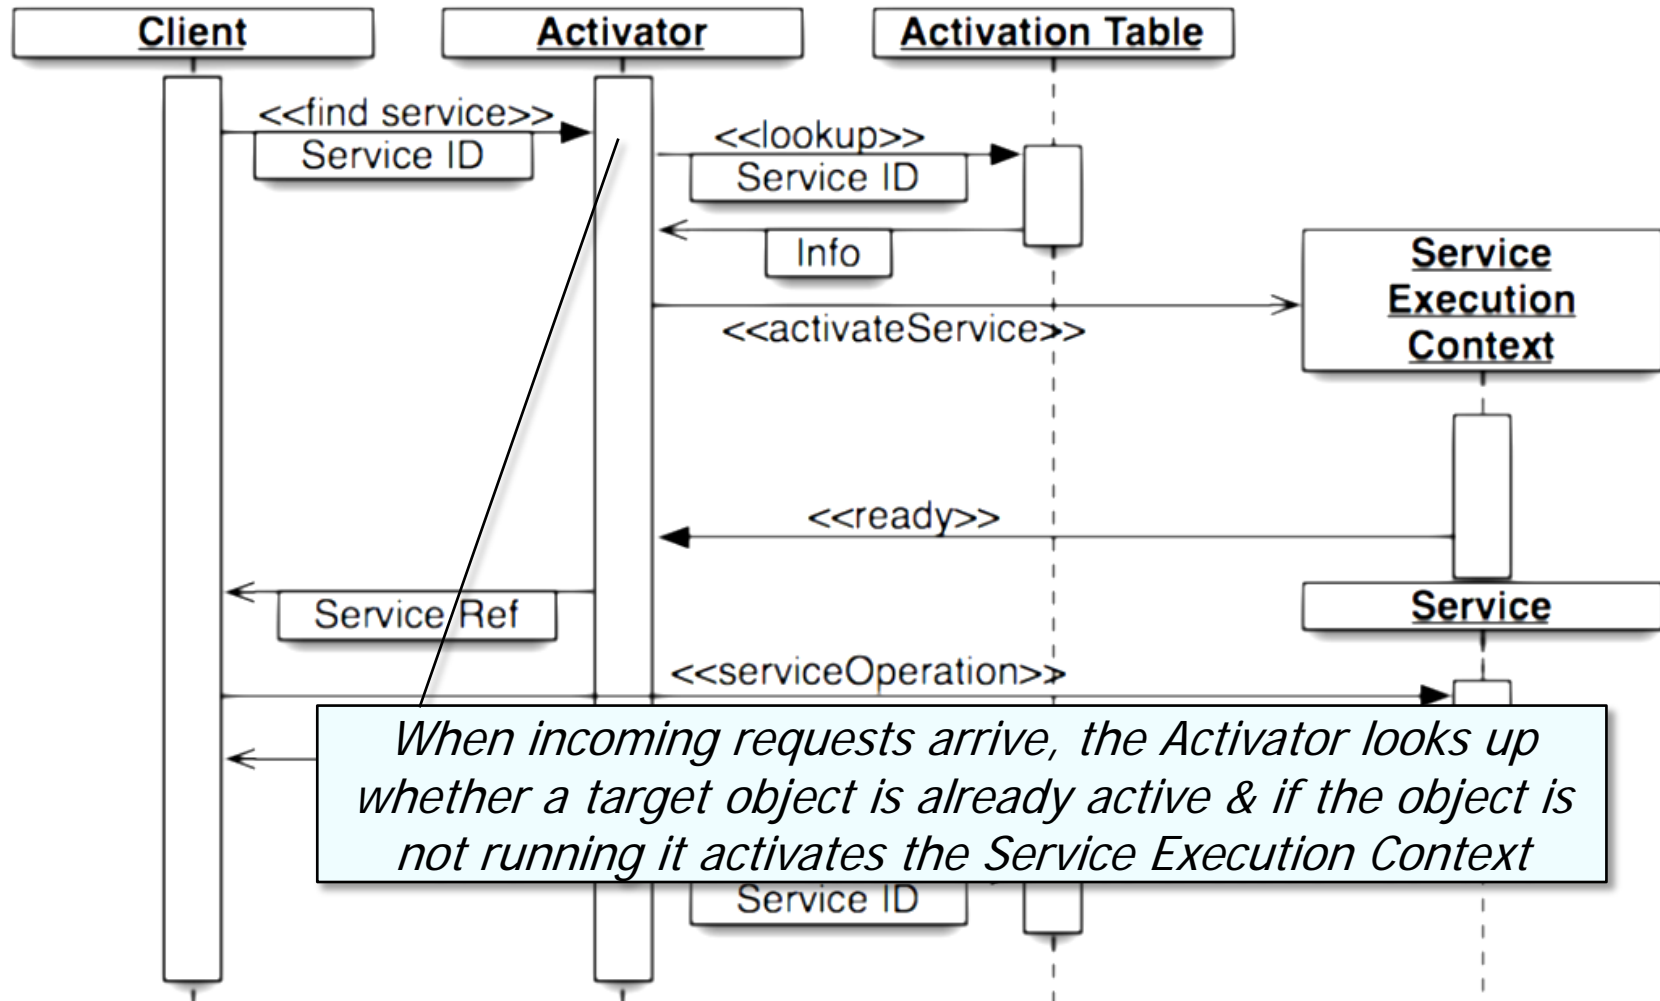 Client
Activator
Activation Table
<<find service>>
Service ID
<<lookup>>
Service ID
Info
Service
Execution
Context
<<activateService>>
<<ready>>
Service Ref
Service
<<serviceOperation>>
When incoming requests arrive, the Activator looks up
whether a target object is already active & if the object is
not running it activates the Service Execution Context
Service ID